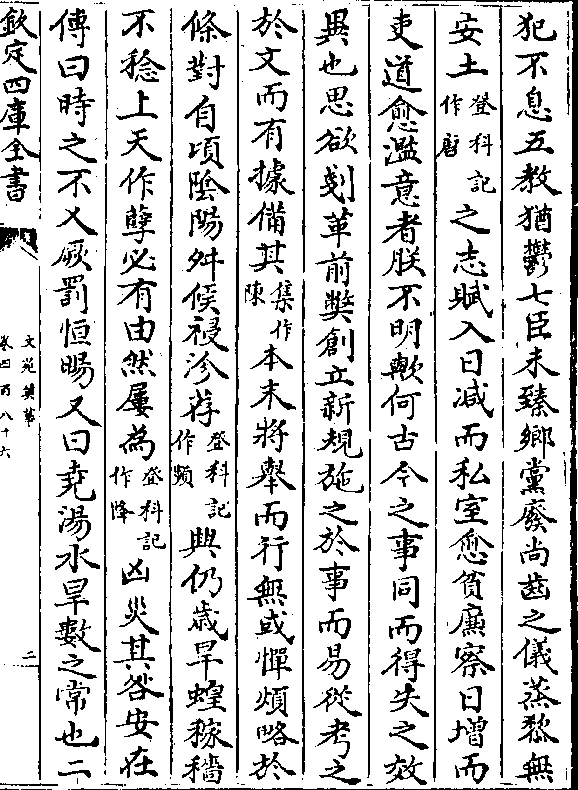 犯不息五教猶鬱七臣未臻鄉黨廢尚齒之儀蒸黎無
安土登科記作居之志賦入日减而私室愈貧廉察日增而
吏道愈濫意者朕不明歟何古今之事同而得失之效
異也思欲剗革前弊創立新規施之於事而易從考之
於文而有據備其集作陳本末將舉而行無或憚煩略於
條對自頃陰陽舛候祲沴荐登科記作頻興仍歲旱蝗稼穡
不稔上天作孽必有由然屢為登科記作降凶災其咎安在
傳曰時之不乂厥罰恒暘又曰堯湯水旱數之常也二
欽定四庫全書
文苑英華
卷四百八十六
二